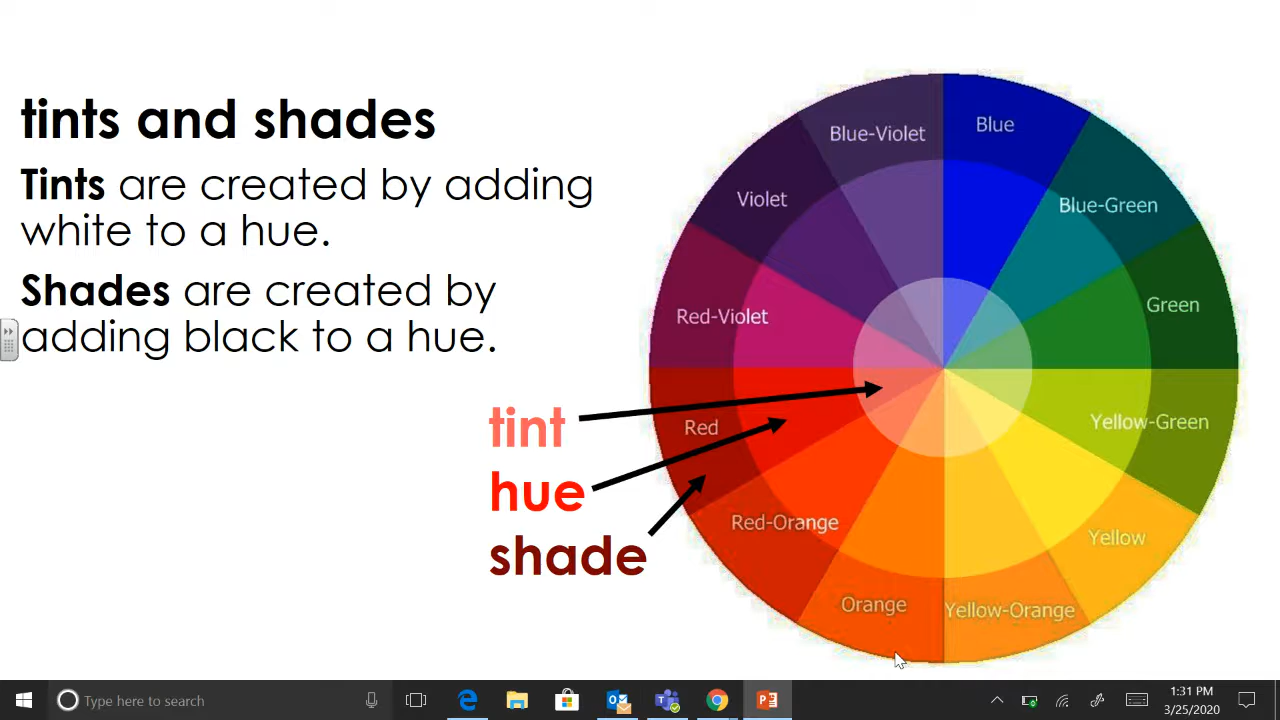 tints and shades
Tints are created by adding
white to a hue.
Shades are created by
adding black to a hue.
tint
hue
shade
Blue-Violet
Blue
Violet
Blue-Green
Red-Violet
Green
Red
Yellow-Green
Red-Orange
Yellow
Orange
Yellow-Orange
Type here to search
1:31 PM
3/25/2020